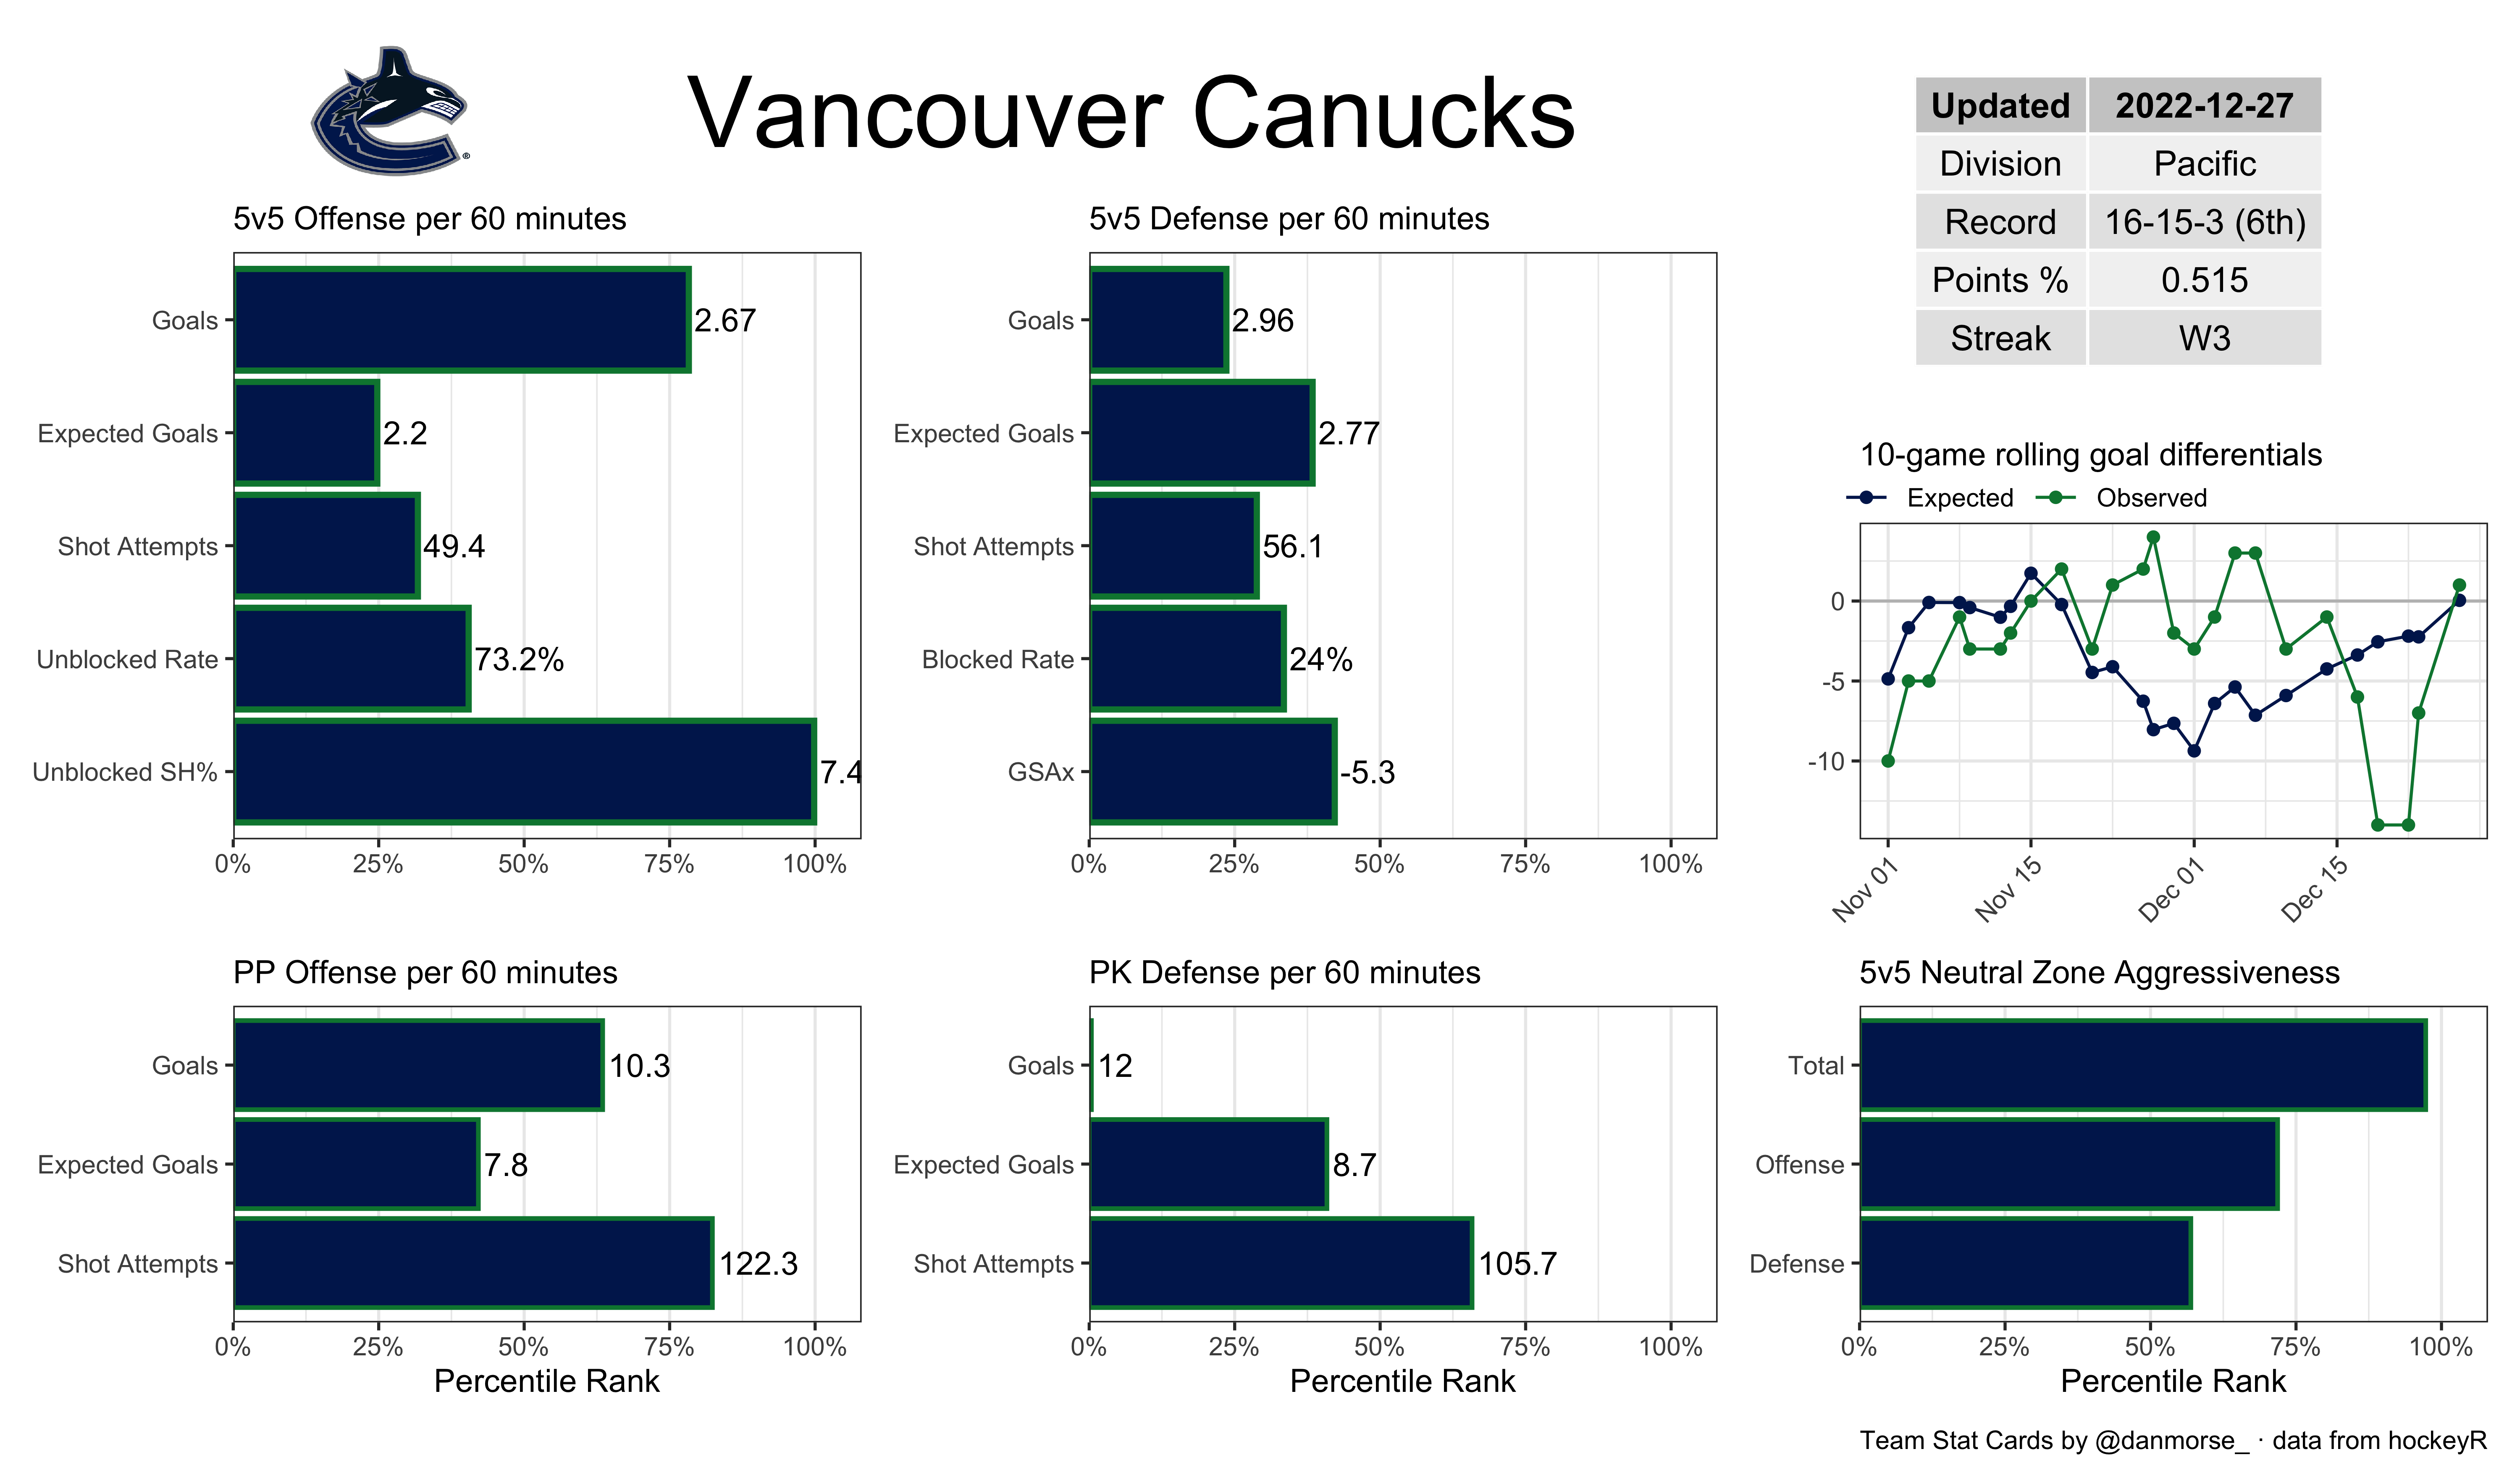 Vancouver Canucks
®
Updated 2022-12-27
Division Pacific
Record 16-15-3 (6th)
Points % 0.515
Streak W3
5v5 Offense per 60 minutes
Goals 2.67
Expected Goals 2.2
Shot Attempts 49.4
Unblocked Rate 73.2%
Unblocked SH% 7.4
0% 25% 50% 75% 100%
5v5 Defense per 60 minutes
Goals 2.96
Expected Goals 2.77
Shot Attempts 56.1
Blocked Rate 24%
GSAx -5.3
0% 25% 50% 75% 100%
10-game rolling goal differentials
Expected Observed
0
-5
-10
Nov 01 Nov 15 Dec 01 Dec 15
PP Offense per 60 minutes
Goals 10.3
Expected Goals 7.8
Shot Attempts 122.3
0% 25% 50% 75% 100%
Percentile Rank
PK Defense per 60 minutes
Goals 12
Expected Goals 8.7
Shot Attempts 105.7
0% 25% 50% 75% 100%
Percentile Rank
5v5 Neutral Zone Aggressiveness
Total
Offense
Defense
0% 25% 50% 75% 100%
Percentile Rank
Team Stat Cards by @danmorse_ · data from hockeyR